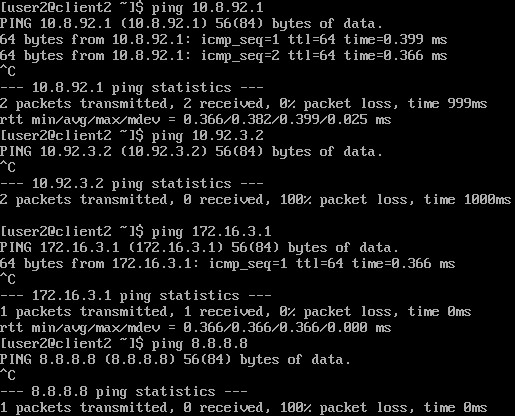 [user2@client2 ~]$ ping 10.8.92.1
PING 10.8.92.1 (10.8.92.1) 56(84) bytes of data.
64 bytes from 10.8.92.1: icmp_seq=1 ttl=64 time=0.399 ms
64 bytes from 10.8.92.1: icmp_seq=2 ttl=64 time=0.366 ms
^C
--- 10.8.92.1 ping statistics ---
2 packets transmitted, 2 received, 0% packet loss, time 999ms
rtt min/avg/max/mdev = 0.366/0.382/0.399/0.025 ms
[user2@client2 ~]$ ping 10.92.3.2
PING 10.92.3.2 (10.92.3.2) 56(84) bytes of data.
^C
--- 10.92.3.2 ping statistics ---
2 packets transmitted, 0 received, 100% packet loss, time 1000ms

[user2@client2 ~]$ ping 172.16.3.1
PING 172.16.3.1 (172.16.3.1) 56(84) bytes of data.
64 bytes from 172.16.3.1: icmp_seq=1 ttl=64 time=0.366 ms
^C
--- 172.16.3.1 ping statistics ---
1 packets transmitted, 1 received, 0% packet loss, time 0ms
rtt min/avg/max/mdev = 0.366/0.366/0.366/0.000 ms
[user2@client2 ~]$ ping 8.8.8.8
PING 8.8.8.8 (8.8.8.8) 56(84) bytes of data.
^C
--- 8.8.8.8 ping statistics ---
1 packets transmitted, 0 received, 100% packet loss, time 0ms